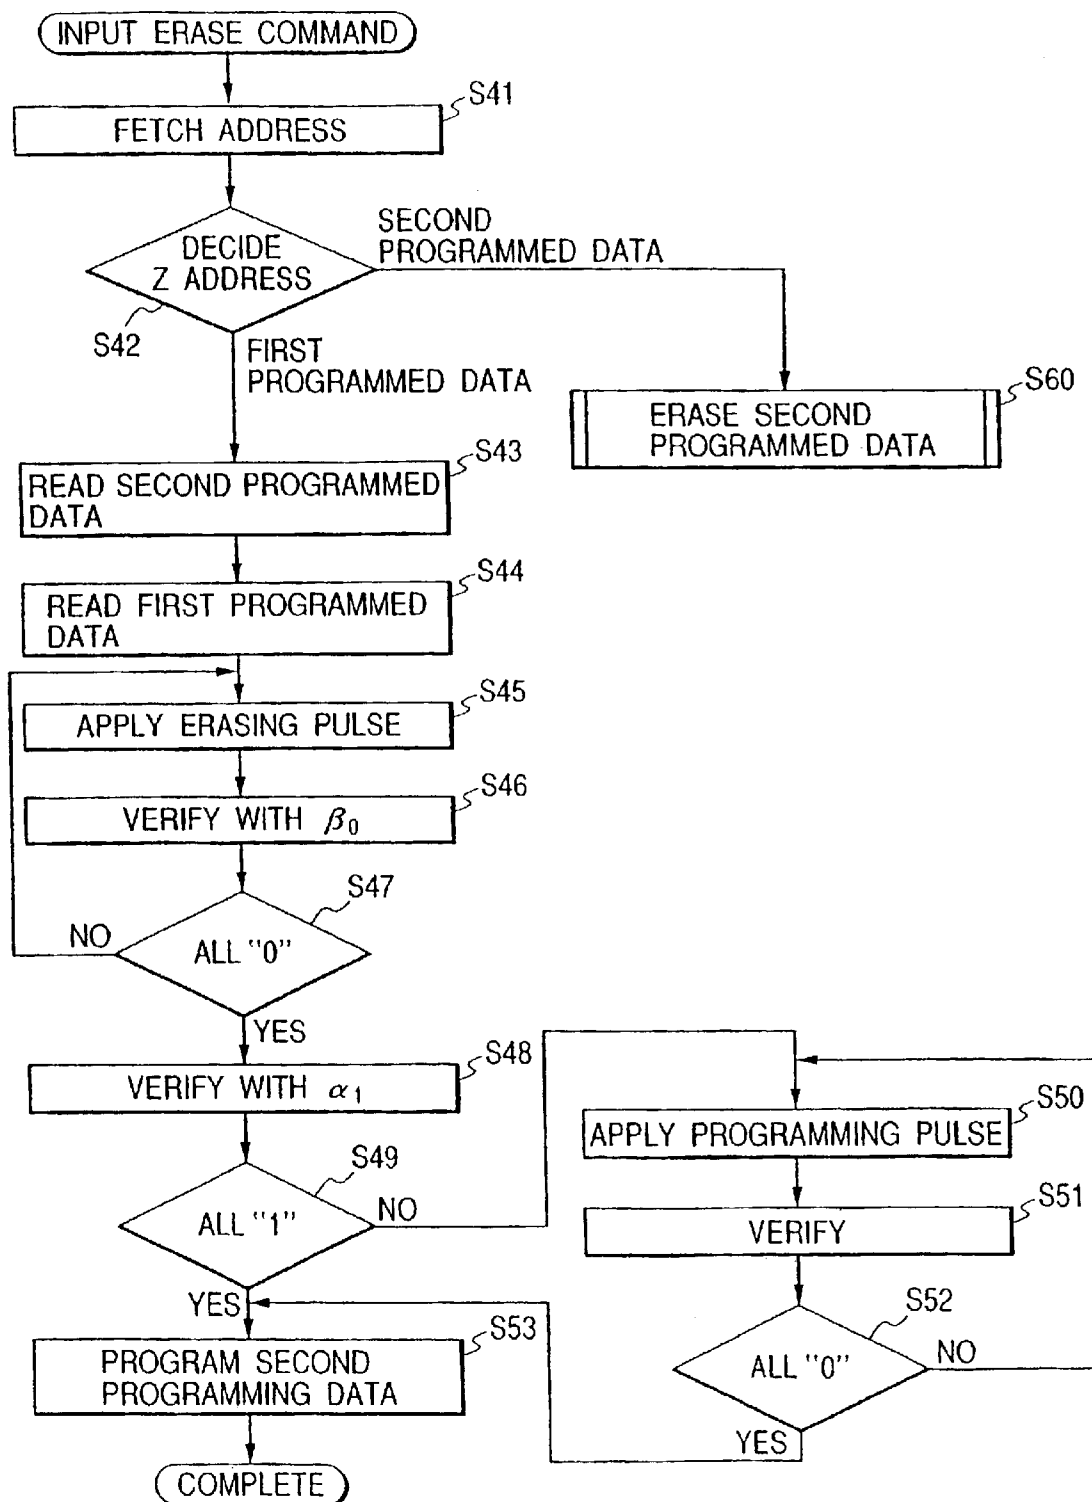 INPUT ERASE COMMAND
S41
FETCH ADDRESS
DECIDE
Z ADDRESS
S42
SECOND
PROGRAMMED DATA
FIRST
PROGRAMMED DATA
S60
ERASE SECOND
PROGRAMMED DATA
S43
READ SECOND PROGRAMMED
DATA
S44
READ FIRST PROGRAMMED
DATA
S45
APPLY ERASING PULSE
S46
VERIFY WITH β₀
S47
ALL "0"
NO
YES
S48
VERIFY WITH α₁
S49
ALL "1"
NO
YES
S50
APPLY PROGRAMMING PULSE
S51
VERIFY
S52
ALL "0"
NO
YES
S53
PROGRAM SECOND
PROGRAMMING DATA
COMPLETE